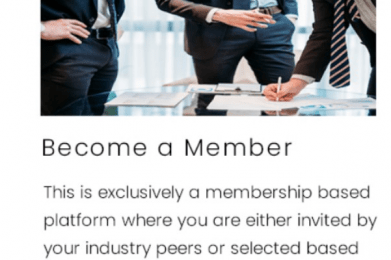 Become a Member
This is exclusively a membership based
platform where you are either invited by
your industry peers or selected based